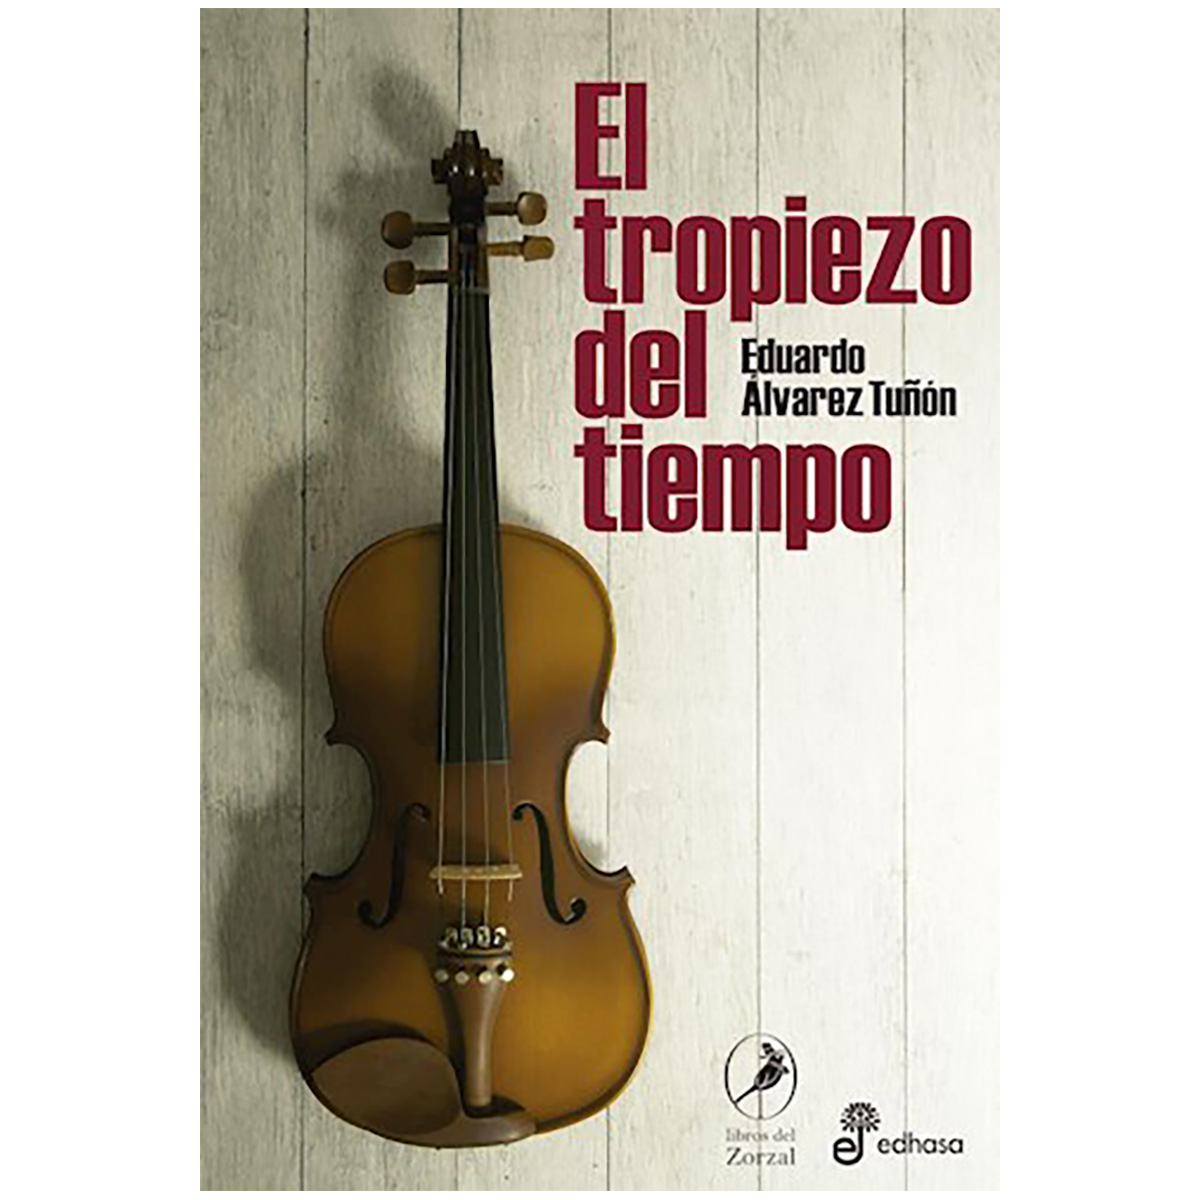 El
tropiezo
del
tiempo
Eduardo
Álvarez Tuñón
libros del
Zorzal
edhasa